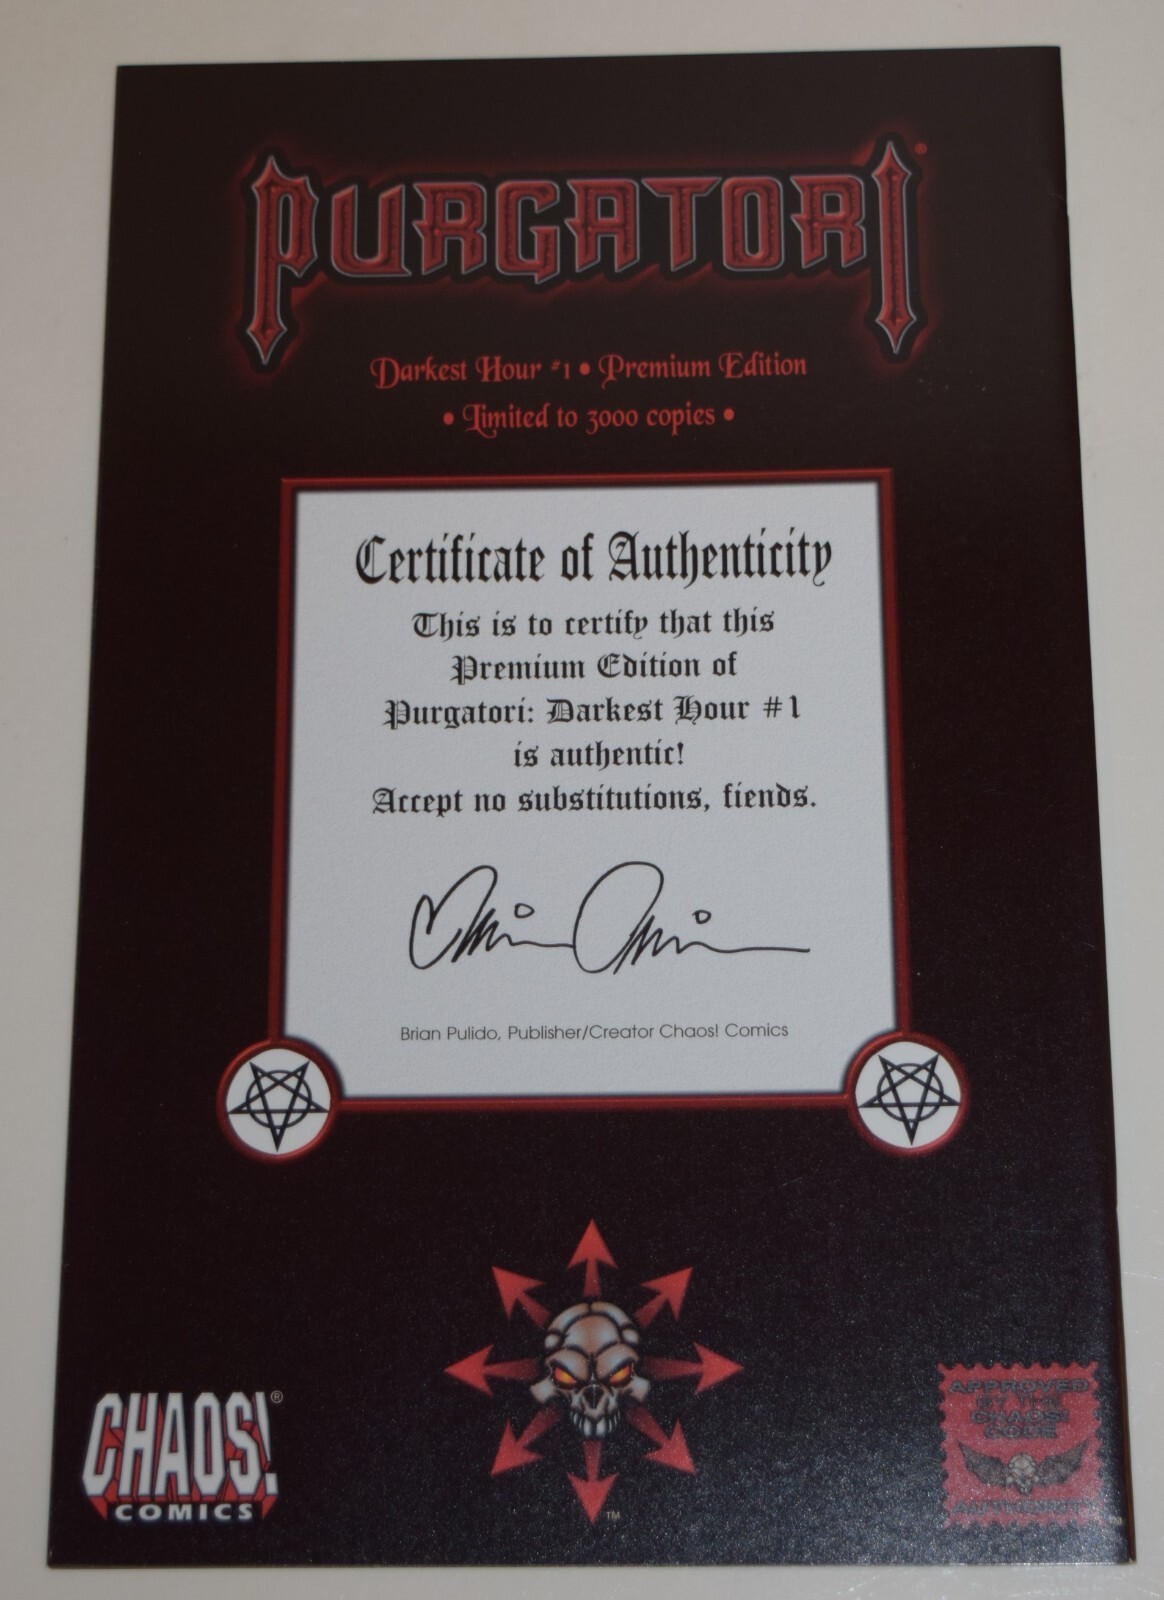 PURGATORI®
Darkest Hour #1 • Premium Edition
• Limited to 3000 copies •
Certificate of Authenticity
This is to certify that this
Premium Edition of
Purgatori: Darkest Hour #1
is authentic!
Accept no substitutions, fiends.
Brian Pulido, Publisher/Creator Chaos! Comics
CHAOS!®
COMICS
TM
APPROVED
BY THE
CHAOS!
CODE
AUTHORITY